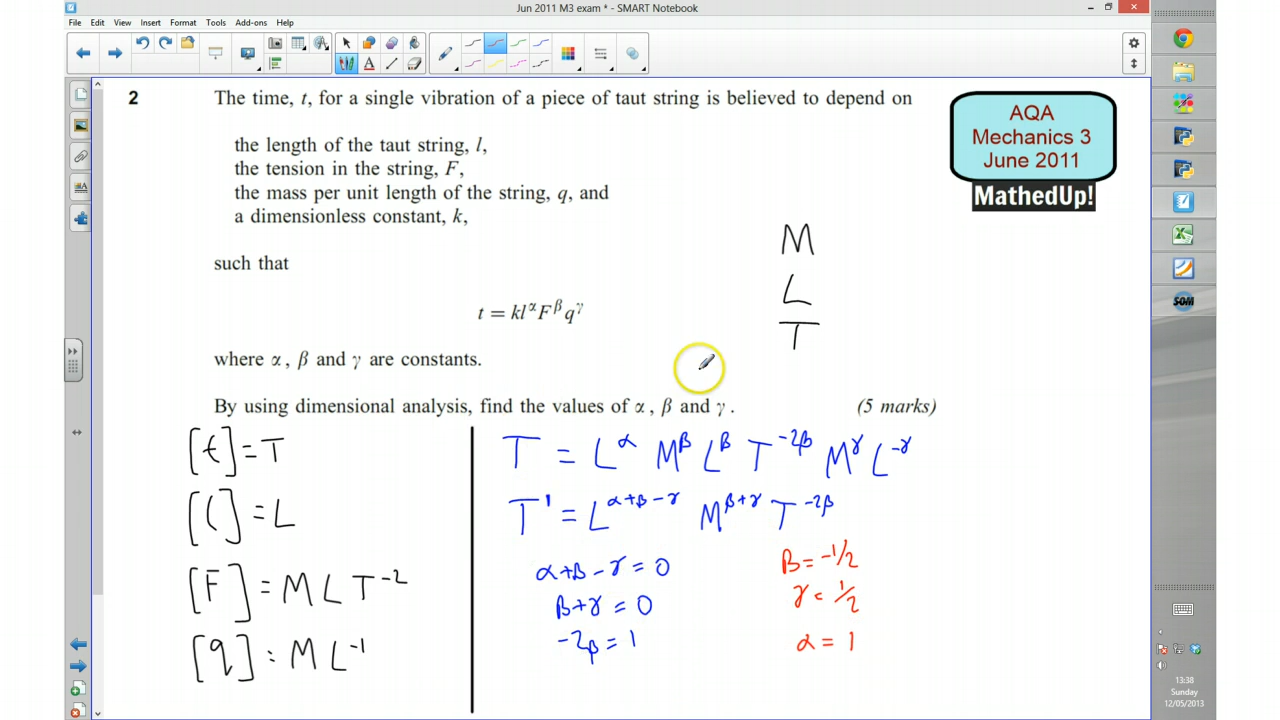 Jun 2011 M3 exam * - SMART Notebook
File Edit View Insert Format Tools Add-ons Help
2 The time, t, for a single vibration of a piece of taut string is believed to depend on
the length of the taut string, l,
the tension in the string, F,
the mass per unit length of the string, q, and
a dimensionless constant, k,
such that
t = kl^α F^β q^γ
where α, β and γ are constants.
By using dimensional analysis, find the values of α, β and γ. (5 marks)
AQA
Mechanics 3
June 2011
MathedUp!
M
L
T
[t] = T
[l] = L
[F] = MLT^-2
[q] : ML^-1
T = L^α M^β L^β T^-2β M^γ L^-γ
T^1 = L^α+β-γ M^β+γ T^-2β
α+β-γ = 0
β+γ = 0
-2β = 1
β = -1/2
γ = 1/2
α = 1
SOM
13:38
Sunday
12/05/2013